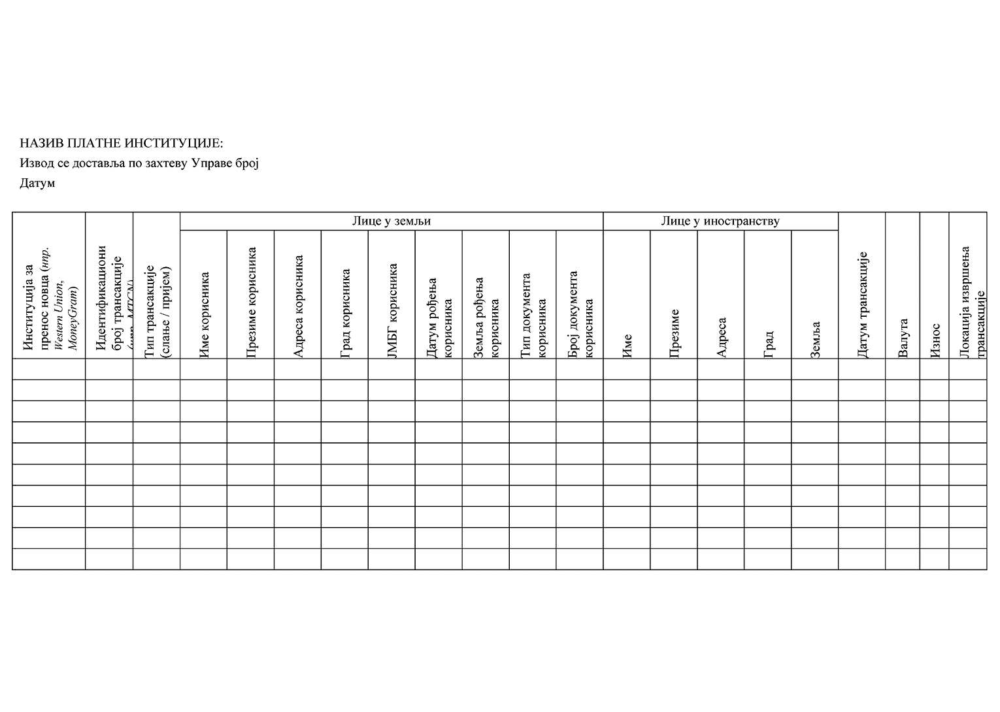 НАЗИВ ПЛАТНЕ ИНСТИТУЦИЈЕ:
Извод се доставља по захтеву Управе број
Датум
Лице у земљи
Лице у иностранству
Институција за
пренос новца (нпр.
Western Union,
MoneyGram)
Идентификациони
број трансакције
(нпр. MTCN)
Тип трансакције
(слање / пријем)
Име корисника
Презиме корисника
Адреса корисника
Град корисника
ЈМБГ корисника
Датум рођења
корисника
Земља рођења
корисника
Тип документа
корисника
Број документа
корисника
Име
Презиме
Адреса
Град
Земља
Датум трансакције
Валута
Износ
Локација извршења
трансакције